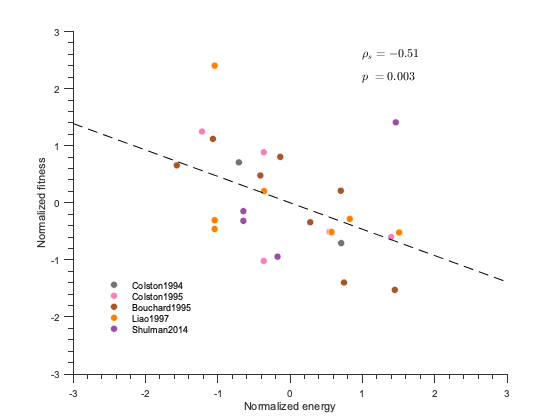 3
2
1
0
-1
-2
-3
-3 -2 -1 0 1 2 3
Normalized fitness
Normalized energy
ρs = −0.51
p = 0.003
Colston1994
Colston1995
Bouchard1995
Liao1997
Shulman2014